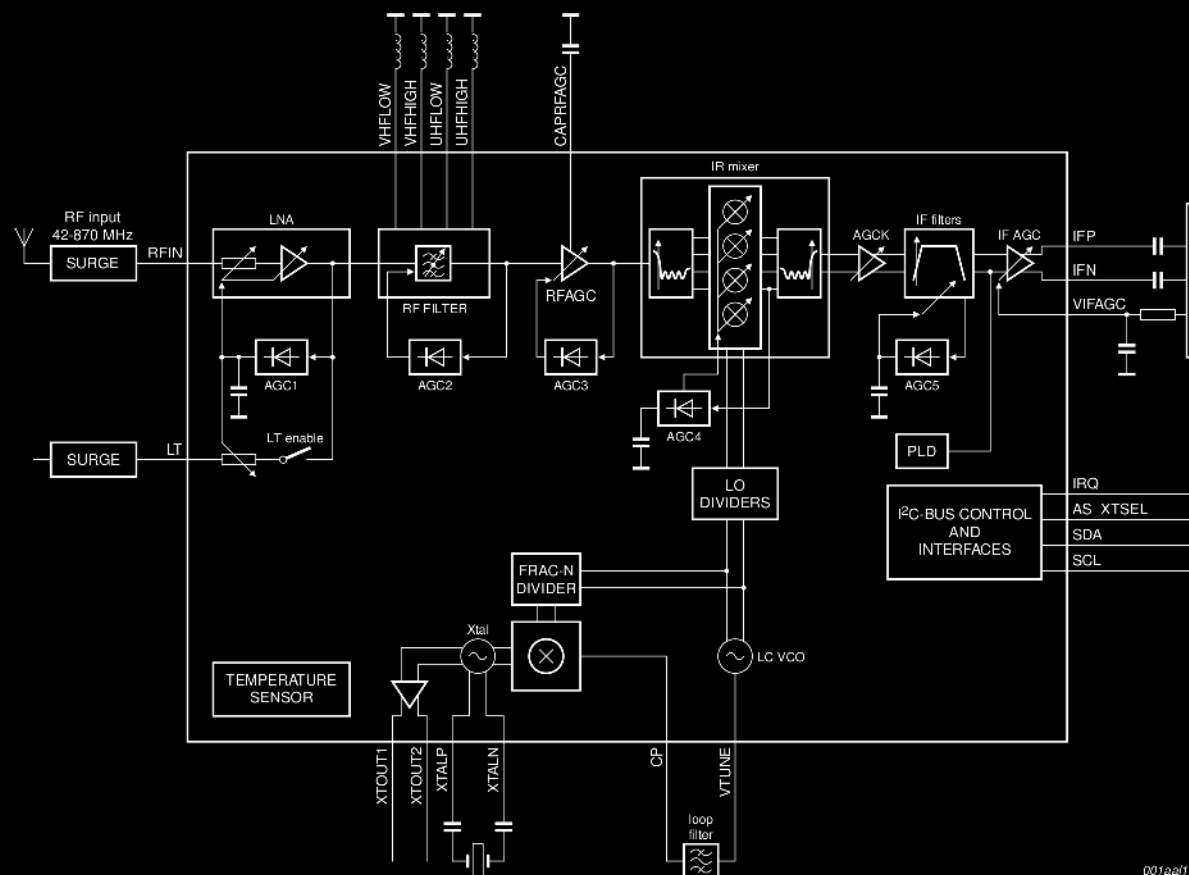 VHFLOW
VHFHIGH
UHFLOW
UHFHIGH
CAPRFAGC
IR mixer
RF input
42-870 MHz
SURGE
RFIN
LNA
RF FILTER
RFAGC
AGCK
IF filters
IF AGC
IFP
IFN
VIFAGC
AGC1
AGC2
AGC3
AGC4
AGC5
SURGE
LT
LT enable
PLD
LO
DIVIDERS
I²C-BUS CONTROL
AND
INTERFACES
IRQ
AS_XTSEL
SDA
SCL
FRAC-N
DIVIDER
Xtal
LC VCO
TEMPERATURE
SENSOR
XTOUT1
XTOUT2
XTALP
XTALN
CP
VTUNE
loop
filter